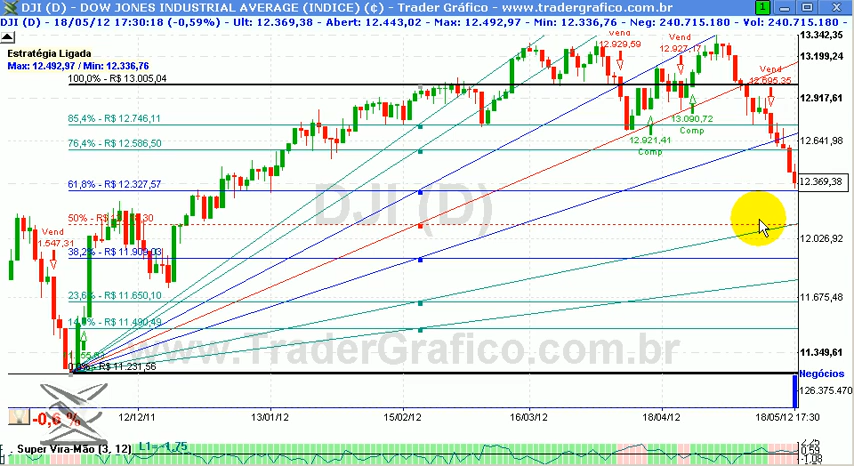 DJI (D) - DOW JONES INDUSTRIAL AVERAGE (INDICE) (¢) - Trader Gráfico - www.tradergrafico.com.br
DJI (D) - 18/05/12 - 17:30:18 (-0,59%) - Ult: 12.369,38 - Abert: 12.443,02 - Max: 12.492,97 - Min: 12.336,76 - Neg: 240.715.180 - Vol: 240.715.180 -
Estratégia Ligada
Max: 12.492,97 / Min: 12.336,76
100,0% - R$ 13.005,04
85,4% - R$ 12.746,11
76,4% - R$ 12.586,50
61,8% - R$ 12.327,57
50% - R$
38,2% - R$ 11.909,03
23,6% - R$ 11.650,10
R$ 11.490,49
0,0% - R$ 11.231,56
Vend
1.547,31
Vend
12.929,59
Vend
12.927,17
Vend
12.695,35
13.090,72
Comp
12.921,41
Comp
13.342,35
13.199,24
12.917,61
12.641,98
12.369,38
12.026,92
11.675,48
11.349,61
Negócios
126.375.470
DJI (D)
www.TraderGrafico.com.br
12/12/11
13/01/12
15/02/12
16/03/12
18/04/12
18/05/12 17:30
-0,6 %
Super Vira-Mão (3, 12)
L1= -1,75
0,59
-1,08